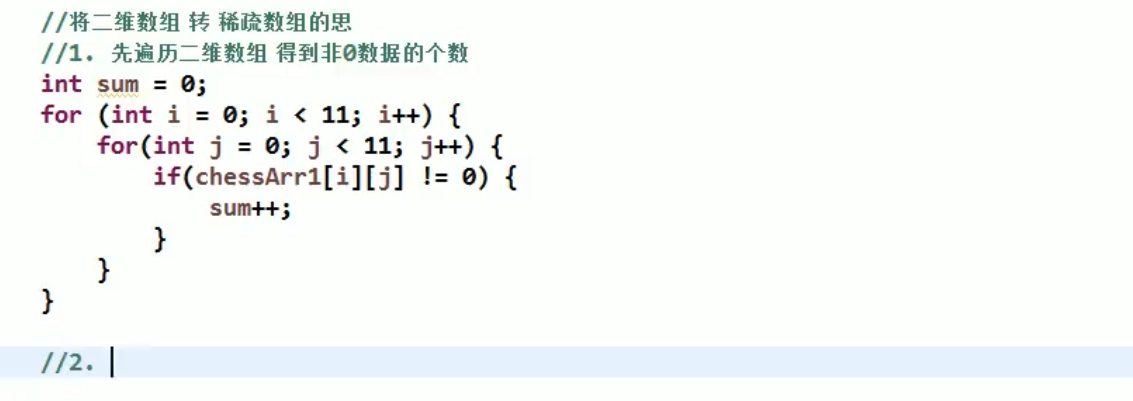 //将二维数组 转 稀疏数组的思
//1. 先遍历二维数组 得到非0数据的个数
int sum = 0;
for (int i = 0; i < 11; i++) {
    for(int j = 0; j < 11; j++) {
        if(chessArr1[i][j] != 0) {
            sum++;
        }
    }
}
//2.